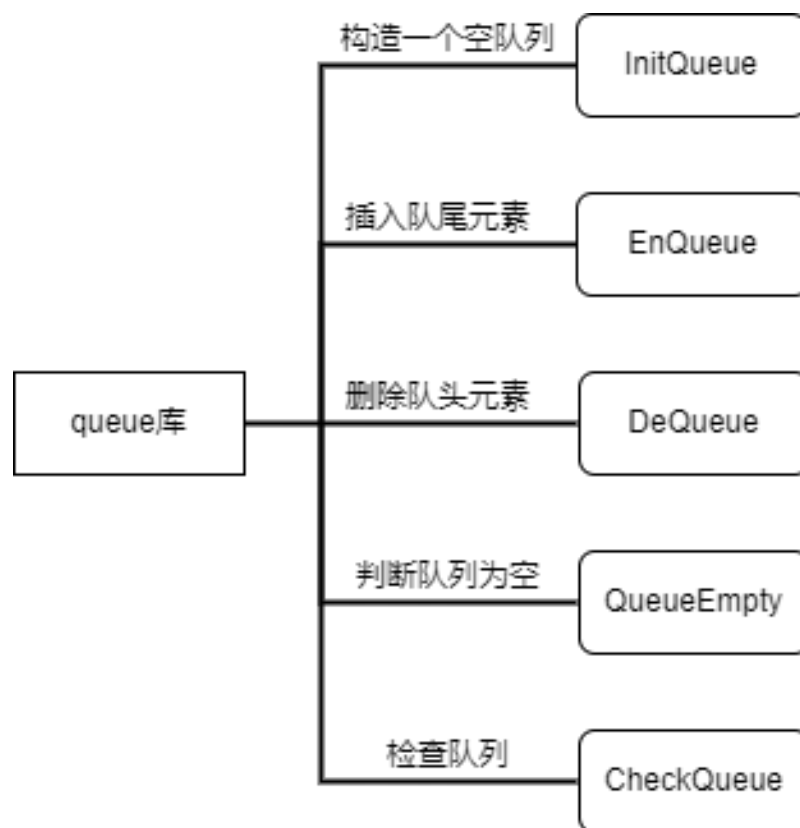 构造一个空队列
InitQueue
插入队尾元素
EnQueue
queue库
删除队头元素
DeQueue
判断队列为空
QueueEmpty
检查队列
CheckQueue